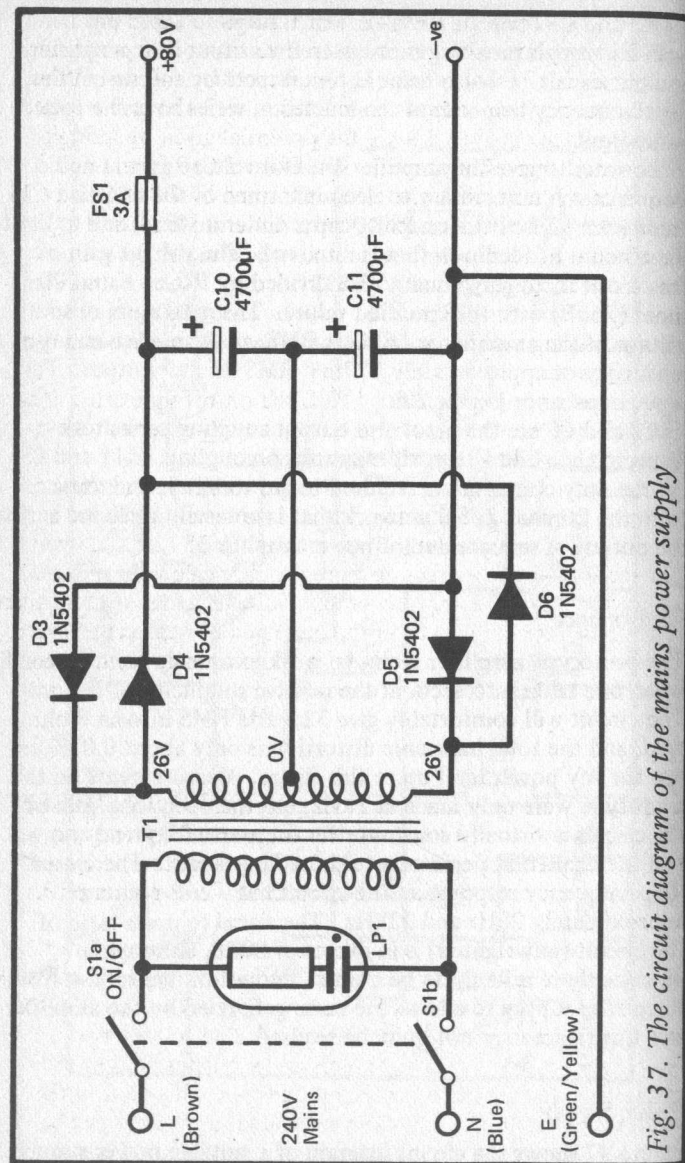 S1a
ON/OFF
L
(Brown)
240V
Mains
LP1
S1b
N
(Blue)
E
(Green/Yellow)
T1
26V
0V
26V
D3
1N5402
D4
1N5402
D5
1N5402
D6
1N5402
+
C10
4700µF
+
C11
4700µF
FS1
3A
+80V
-ve
Fig. 37. The circuit diagram of the mains power supply